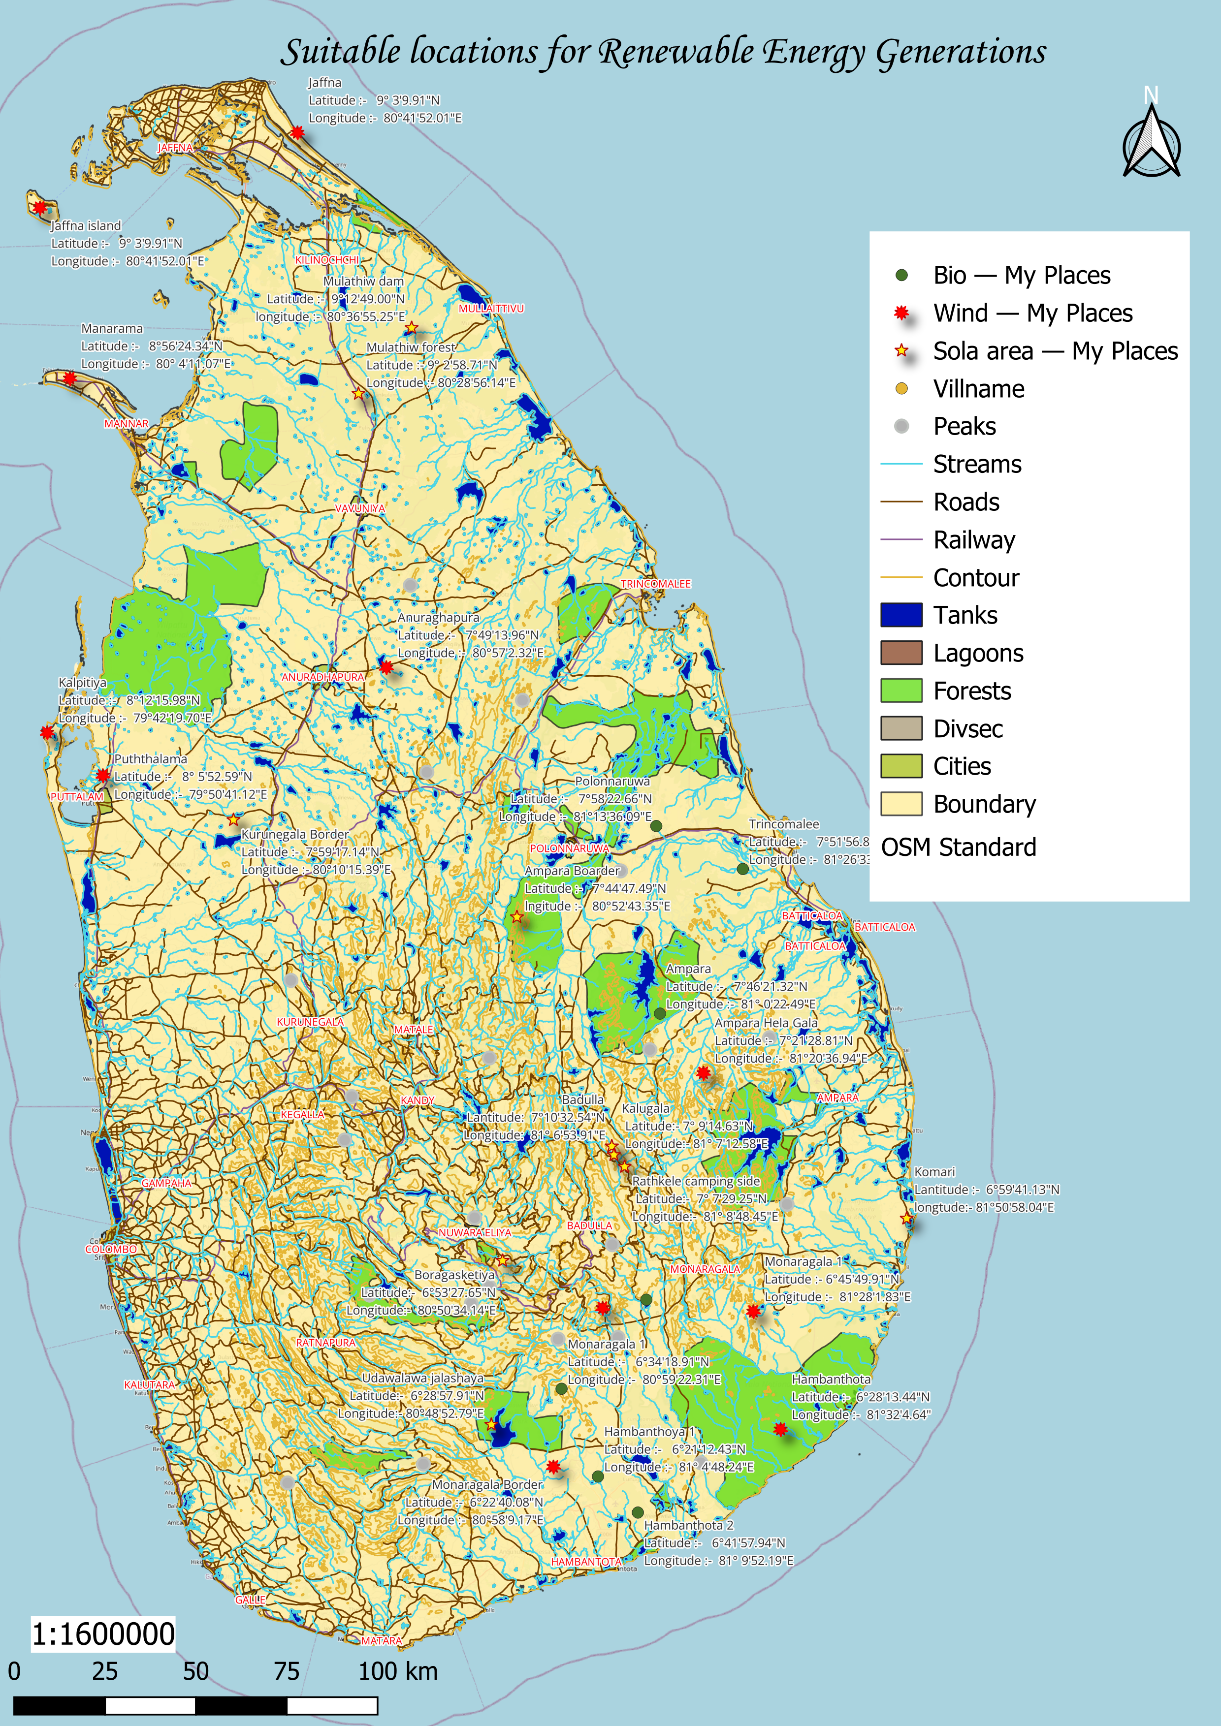 Suitable locations for Renewable Energy Generations
N
Jaffna
Latitude :-   9° 3'9.91"N
Longitude :-  80°41'52.01"E
JAFFNA
Jaffna island
Latitude :-   9° 3'9.91"N
Longitude :-  80°41'52.01"E
KILINOCHCHI
Mulathiw dam
Latitude :-  9°12'49.00"N
longitude :-  80°36'55.25"E
MULLAITTIVU
Manarama
Latitude :-   8°56'24.34"N
Longitude :-  80° 4'11.07"E
Mulathiw forest
Latitude :- 9° 2'58.71"N
Longitude :- 80°28'56.14"E
MANNAR
VAVUNIYA
TRINCOMALEE
Anuraghapura
Latitude :-   7°49'13.96"N
Longitude :-  80°57'2.32"E
ANURADHAPURA
Kalpitiya
Latitude :-  8°12'15.98"N
Longitude :-  79°42'19.70"E
Puththalama
Latitude :-   8° 5'52.59"N
Longitude :-  79°50'41.12"E
PUTTALAM
Polonnaruwa
Latitude :-   7°58'22.66"N
Longitude :-  81°13'36.09"E
Kurunegala Border
Latitude :-  7°59'17.14"N
Longitude :- 80°10'15.39"E
Trincomalee
Latitude :-   7°51'56.8
Longitude :-  81°26'33
POLONNARUWA
Ampara Boarder
Latitude :-   7°44'47.49"N
lngitude :-   80°52'43.35"E
BATTICALOA
BATTICALOA
BATTICALOA
Ampara
Latitude :-   7°46'21.32"N
Longitude :-  81° 0'22.49"E
KURUNEGALA
MATALE
Ampara Hela Gala
Latitude :-  7°21'28.81"N
Longitude :-  81°20'36.94"E
KEGALLA
KANDY
AMPARA
Badulla
Lantitude:  7°10'32.54"N
Longitude:  81° 6'53.91"E
Kalugala
Latitude:- 7° 9'14.63"N
Longitude:- 81° 7'12.58"E
Rathkele camping side
Latitude:-  7° 7'29.25"N
Longitude:-  81° 8'48.45"E
Komari
Lantitude:-  6°59'41.13"N
longtude:- 81°50'58.04"E
GAMPAHA
NUWARAELIYA
BADULLA
COLOMBO
MONARAGALA
Monaragala 1
Latitude :- 6°45'49.91"N
Longitude :-  81°28'1.83"E
Boragasketiya
Latitude:-  6°53'27.65"N
Longitude:-  80°50'34.14"E
RATNAPURA
Monaragala 1
Latitude :-   6°34'18.91"N
Longitude :-  80°59'22.31"E
KALUTARA
Udawalawa jalashaya
Latitude:-  6°28'57.91"N
Longitude:- 80°48'52.79"E
Hambanthota
Latitude :-  6°28'13.44"N
Longitude :-  81°32'4.64"
Hambanthoya 1
Latitude :-   6°21'12.43"N
Longitude :-  81° 4'48.24"E
Monaragala Border
Latitude :-  6°22'40.08"N
Longitude :-  80°58'9.17"E
Hambanthota 2
Latitude :-   6°41'57.94"N
Longitude :-  81° 9'52.19"E
HAMBANTOTA
GALLE
MATARA
Bio — My Places
Wind — My Places
Sola area — My Places
Villname
Peaks
Streams
Roads
Railway
Contour
Tanks
Lagoons
Forests
Divsec
Cities
Boundary
OSM Standard
1:1600000
0 25 50 75 100 km